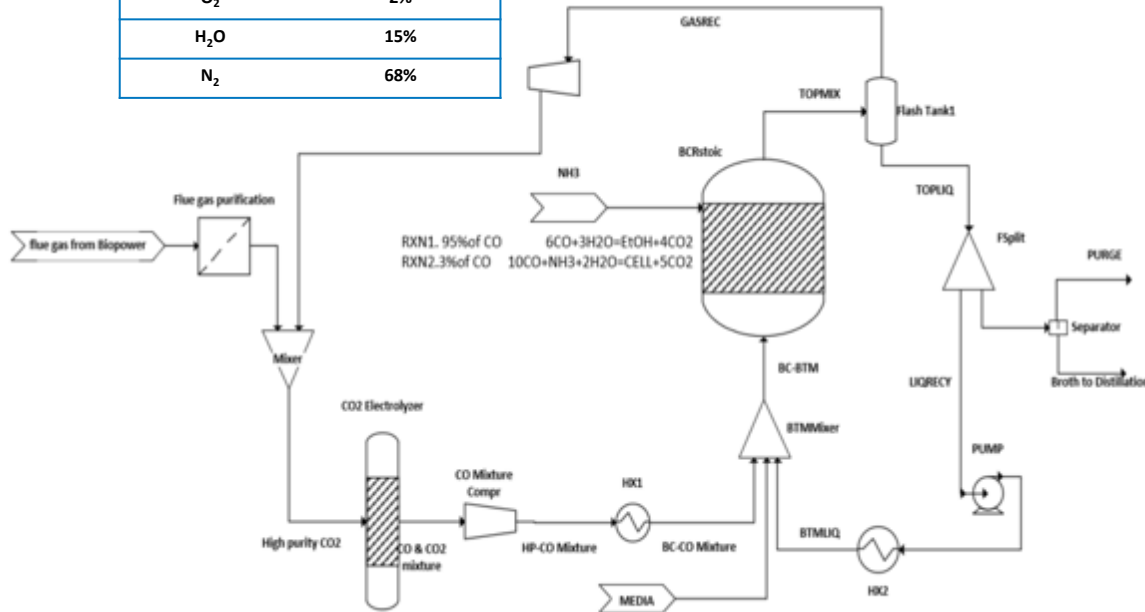 O2 2%
H2O 15%
N2 68%
GASREC
TOPMIX
Flash Tank1
BCRstoic
NH3
TOPLIQ
Flue gas purification
flue gas from Biopower
RXN1. 95%of CO 6CO+3H2O=EtOH+4CO2
RXN2.3%of CO 10CO+NH3+2H2O=CELL+5CO2
FSplit
PURGE
Separator
Mixer
BC-BTM
LIQRECY
Broth to Distillation
CO2 Electrolyzer
BTMMixer
CO Mixture
Compr
HX1
PUMP
High purity CO2
CO & CO2
mixture
HP-CO Mixture
BC-CO Mixture
BTMLIQ
HX2
MEDIA